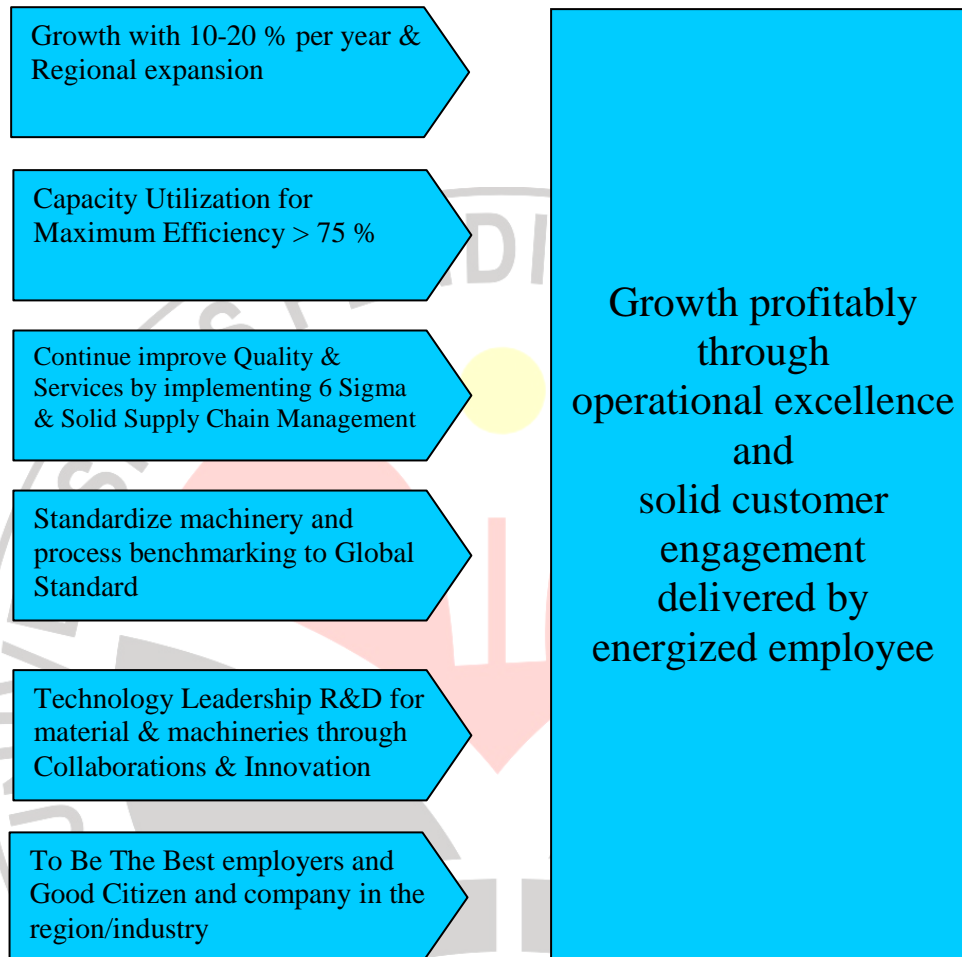 Growth with 10-20 % per year &
Regional expansion
Capacity Utilization for
Maximum Efficiency > 75 %
Continue improve Quality &
Services by implementing 6 Sigma
& Solid Supply Chain Management
Standardize machinery and
process benchmarking to Global
Standard
Technology Leadership R&D for
material & machineries through
Collaborations & Innovation
To Be The Best employers and
Good Citizen and company in the
region/industry
Growth profitably
through
operational excellence
and
solid customer
engagement
delivered by
energized employee